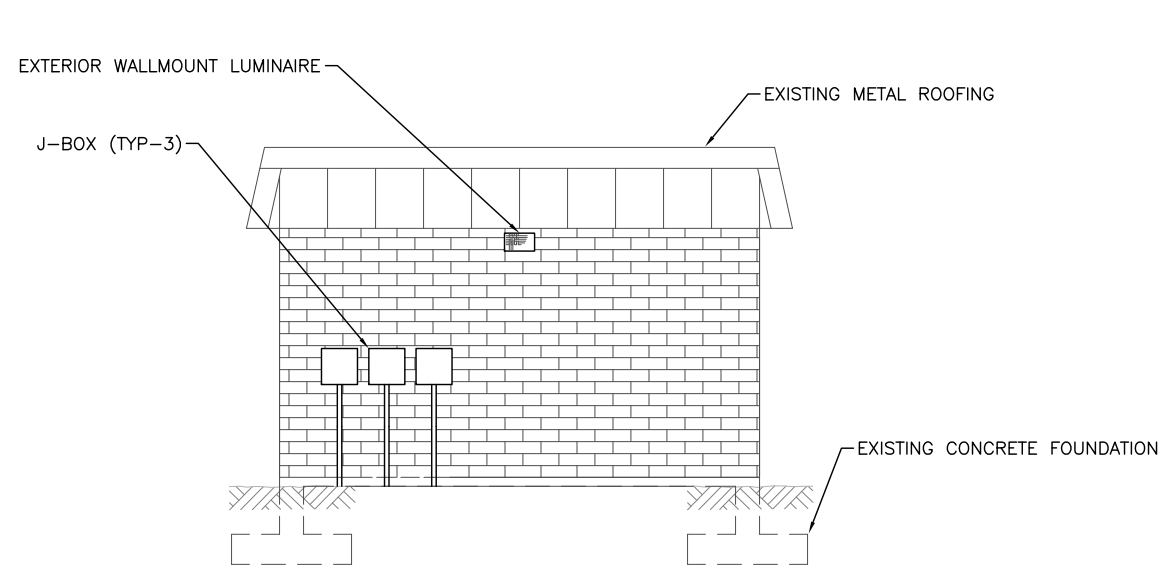 EXTERIOR WALLMOUNT LUMINAIRE
EXISTING METAL ROOFING
J-BOX (TYP-3)
EXISTING CONCRETE FOUNDATION